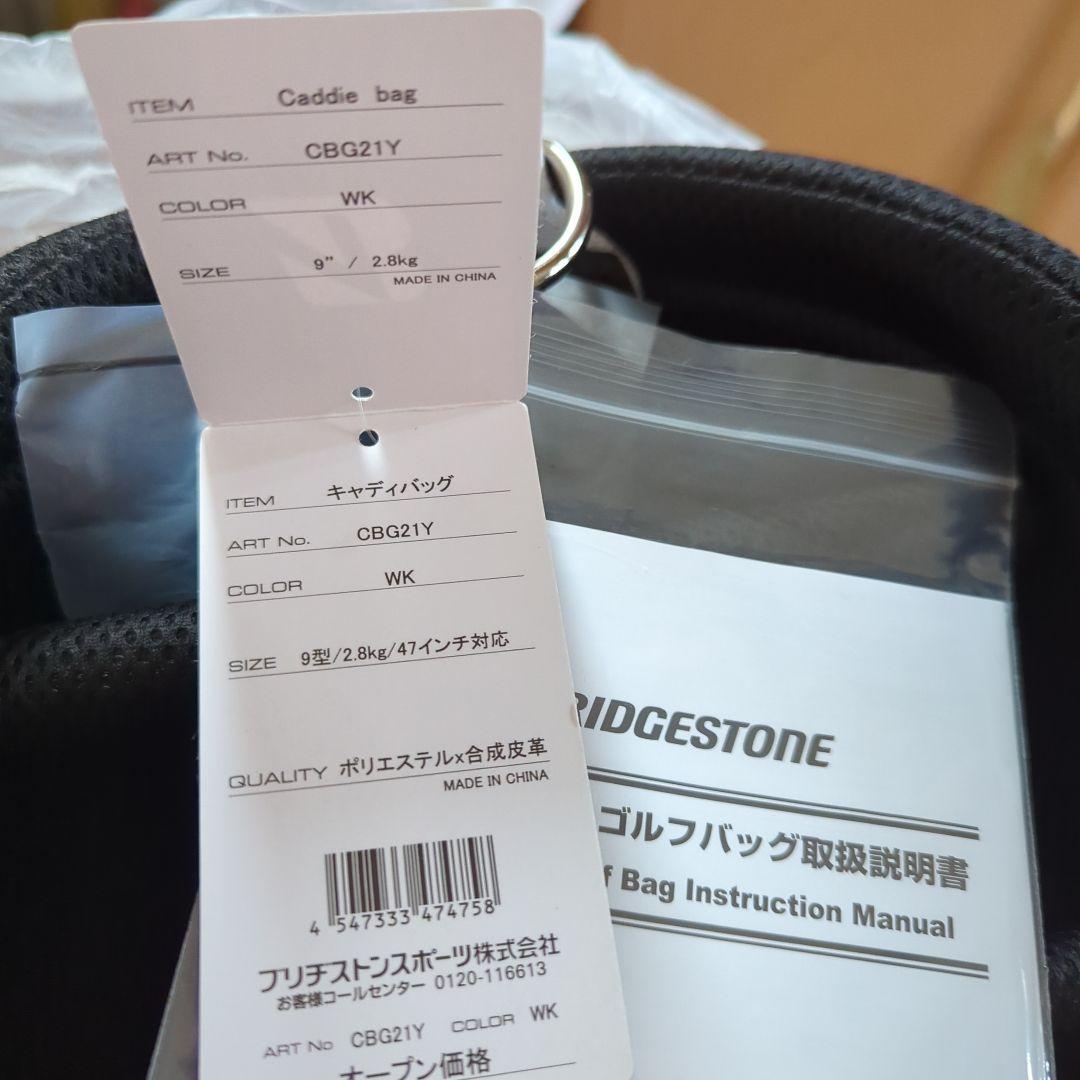 ITEM Caddie bag
ART No. CBG21Y
COLOR WK
SIZE 9" / 2.8kg
MADE IN CHINA
ITEM キャディバッグ
ART No. CBG21Y
COLOR WK
SIZE 9型/2.8kg/47インチ対応
QUALITY ポリエステルx合成皮革
MADE IN CHINA
4 547333 474758
ブリヂストンスポーツ株式会社
お客様コールセンター 0120-116613
ART No CBG21Y COLOR WK
オープン価格
RIDGESTONE
ゴルフバッグ取扱説明書
f Bag Instruction Manual